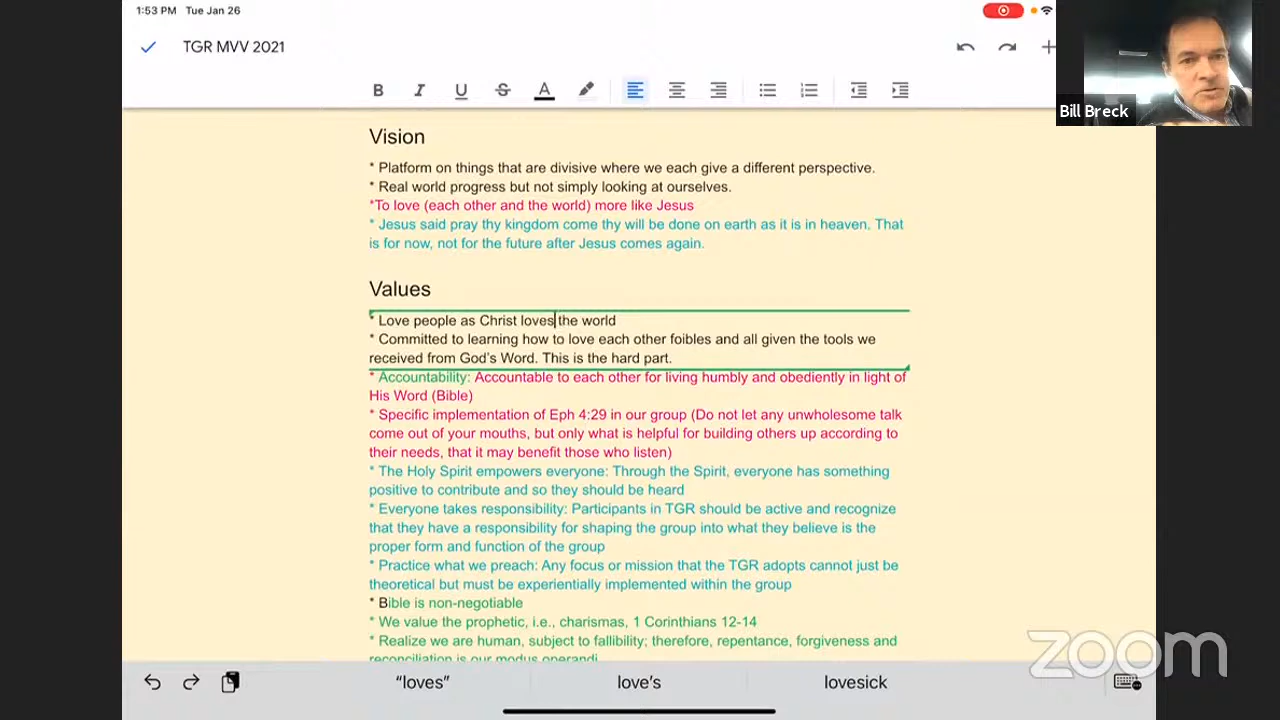 1:53 PM Tue Jan 26
TGR MVV 2021
B I U S A
Bill Breck
Vision
* Platform on things that are divisive where we each give a different perspective.
* Real world progress but not simply looking at ourselves.
*To love (each other and the world) more like Jesus
* Jesus said pray thy kingdom come thy will be done on earth as it is in heaven. That
is for now, not for the future after Jesus comes again.
Values
* Love people as Christ loves the world
* Committed to learning how to love each other foibles and all given the tools we
received from God's Word. This is the hard part.
* Accountability: Accountable to each other for living humbly and obediently in light of
His Word (Bible)
* Specific implementation of Eph 4:29 in our group (Do not let any unwholesome talk
come out of your mouths, but only what is helpful for building others up according to
their needs, that it may benefit those who listen)
* The Holy Spirit empowers everyone: Through the Spirit, everyone has something
positive to contribute and so they should be heard
* Everyone takes responsibility: Participants in TGR should be active and recognize
that they have a responsibility for shaping the group into what they believe is the
proper form and function of the group
* Practice what we preach: Any focus or mission that the TGR adopts cannot just be
theoretical but must be experientially implemented within the group
* Bible is non-negotiable
* We value the prophetic, i.e., charismas, 1 Corinthians 12-14
* Realize we are human, subject to fallibility; therefore, repentance, forgiveness and
reconciliation is our modus operandi
zoom
“loves” love’s lovesick